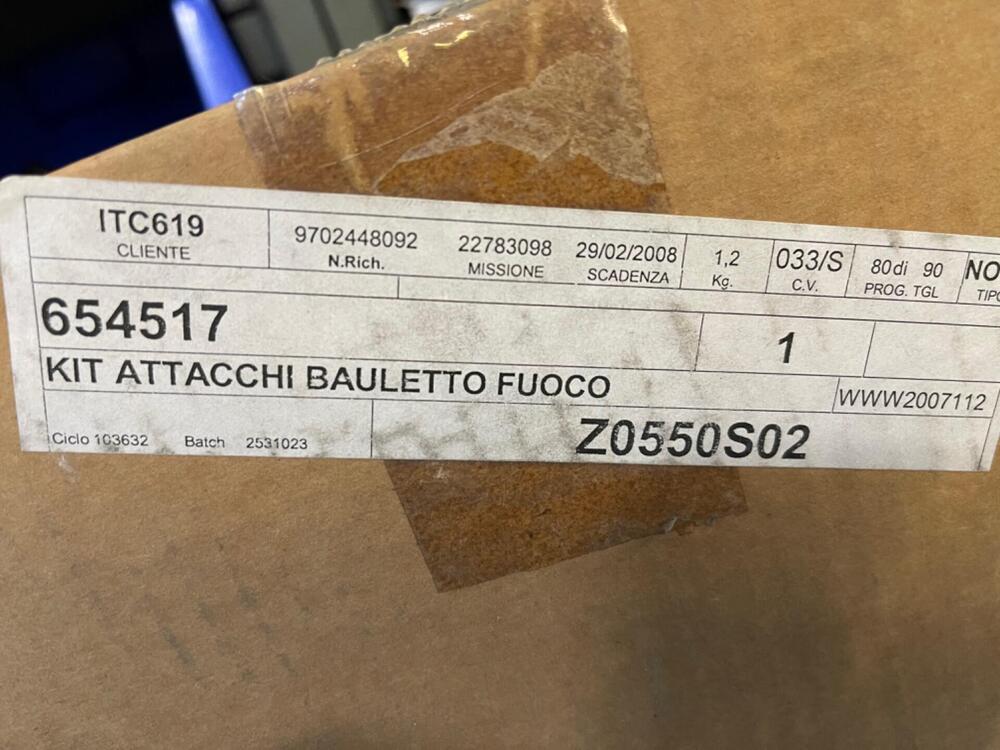 ITC619
CLIENTE
9702448092 22783098 29/02/2008 1,2 033/S 80di 90 NO
N.Rich. MISSIONE SCADENZA Kg. C.V. PROG. TGL TIPO
654517 1
KIT ATTACCHI BAULETTO FUOCO
WWW2007112
Ciclo 103632 Batch 2531023 Z0550S02